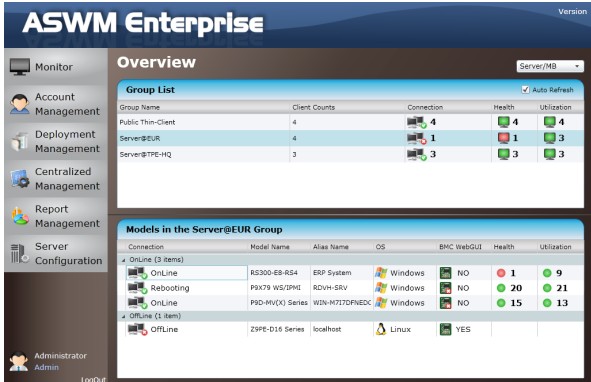 ASWM Enterprise
Version
Monitor
Account Management
Deployment Management
Centralized Management
Report Management
Server Configuration
Administrator
Admin
LogOut
Overview
Server/MB
Group List
Auto Refresh
Group Name Client Counts Connection Health Utilization
Public Thin-Client 4 4 4 4
Server@EUR 4 1 1 3
Server@TPE-HQ 3 3 3 3
Models in the Server@EUR Group
Connection Model Name Alias Name OS BMC WebGUI Health Utilization
OnLine (3 items)
OnLine RS300-E8-RS4 ERP System Windows NO 1 9
Rebooting P9X79 WS/IPMI RDVH-SRV Windows NO 20 21
OnLine P9D-MV(X) Series WIN-M7I7DFNEDC Windows NO 15 13
OffLine (1 item)
OffLine Z9PE-D16 Series localhost Linux YES